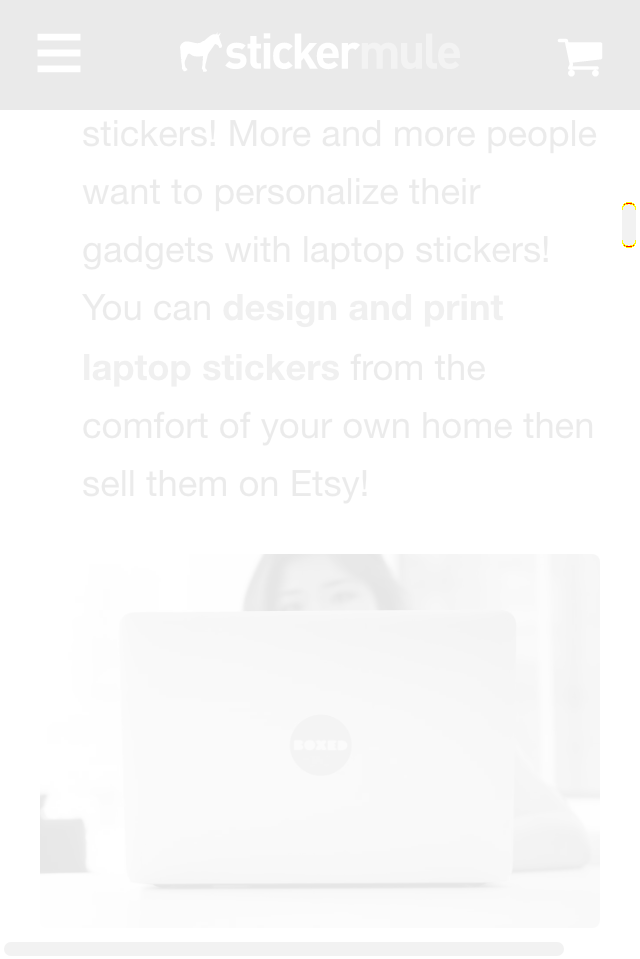 stickermule
stickers! More and more people
want to personalize their
gadgets with laptop stickers!
You can design and print
laptop stickers from the
comfort of your own home then
sell them on Etsy!